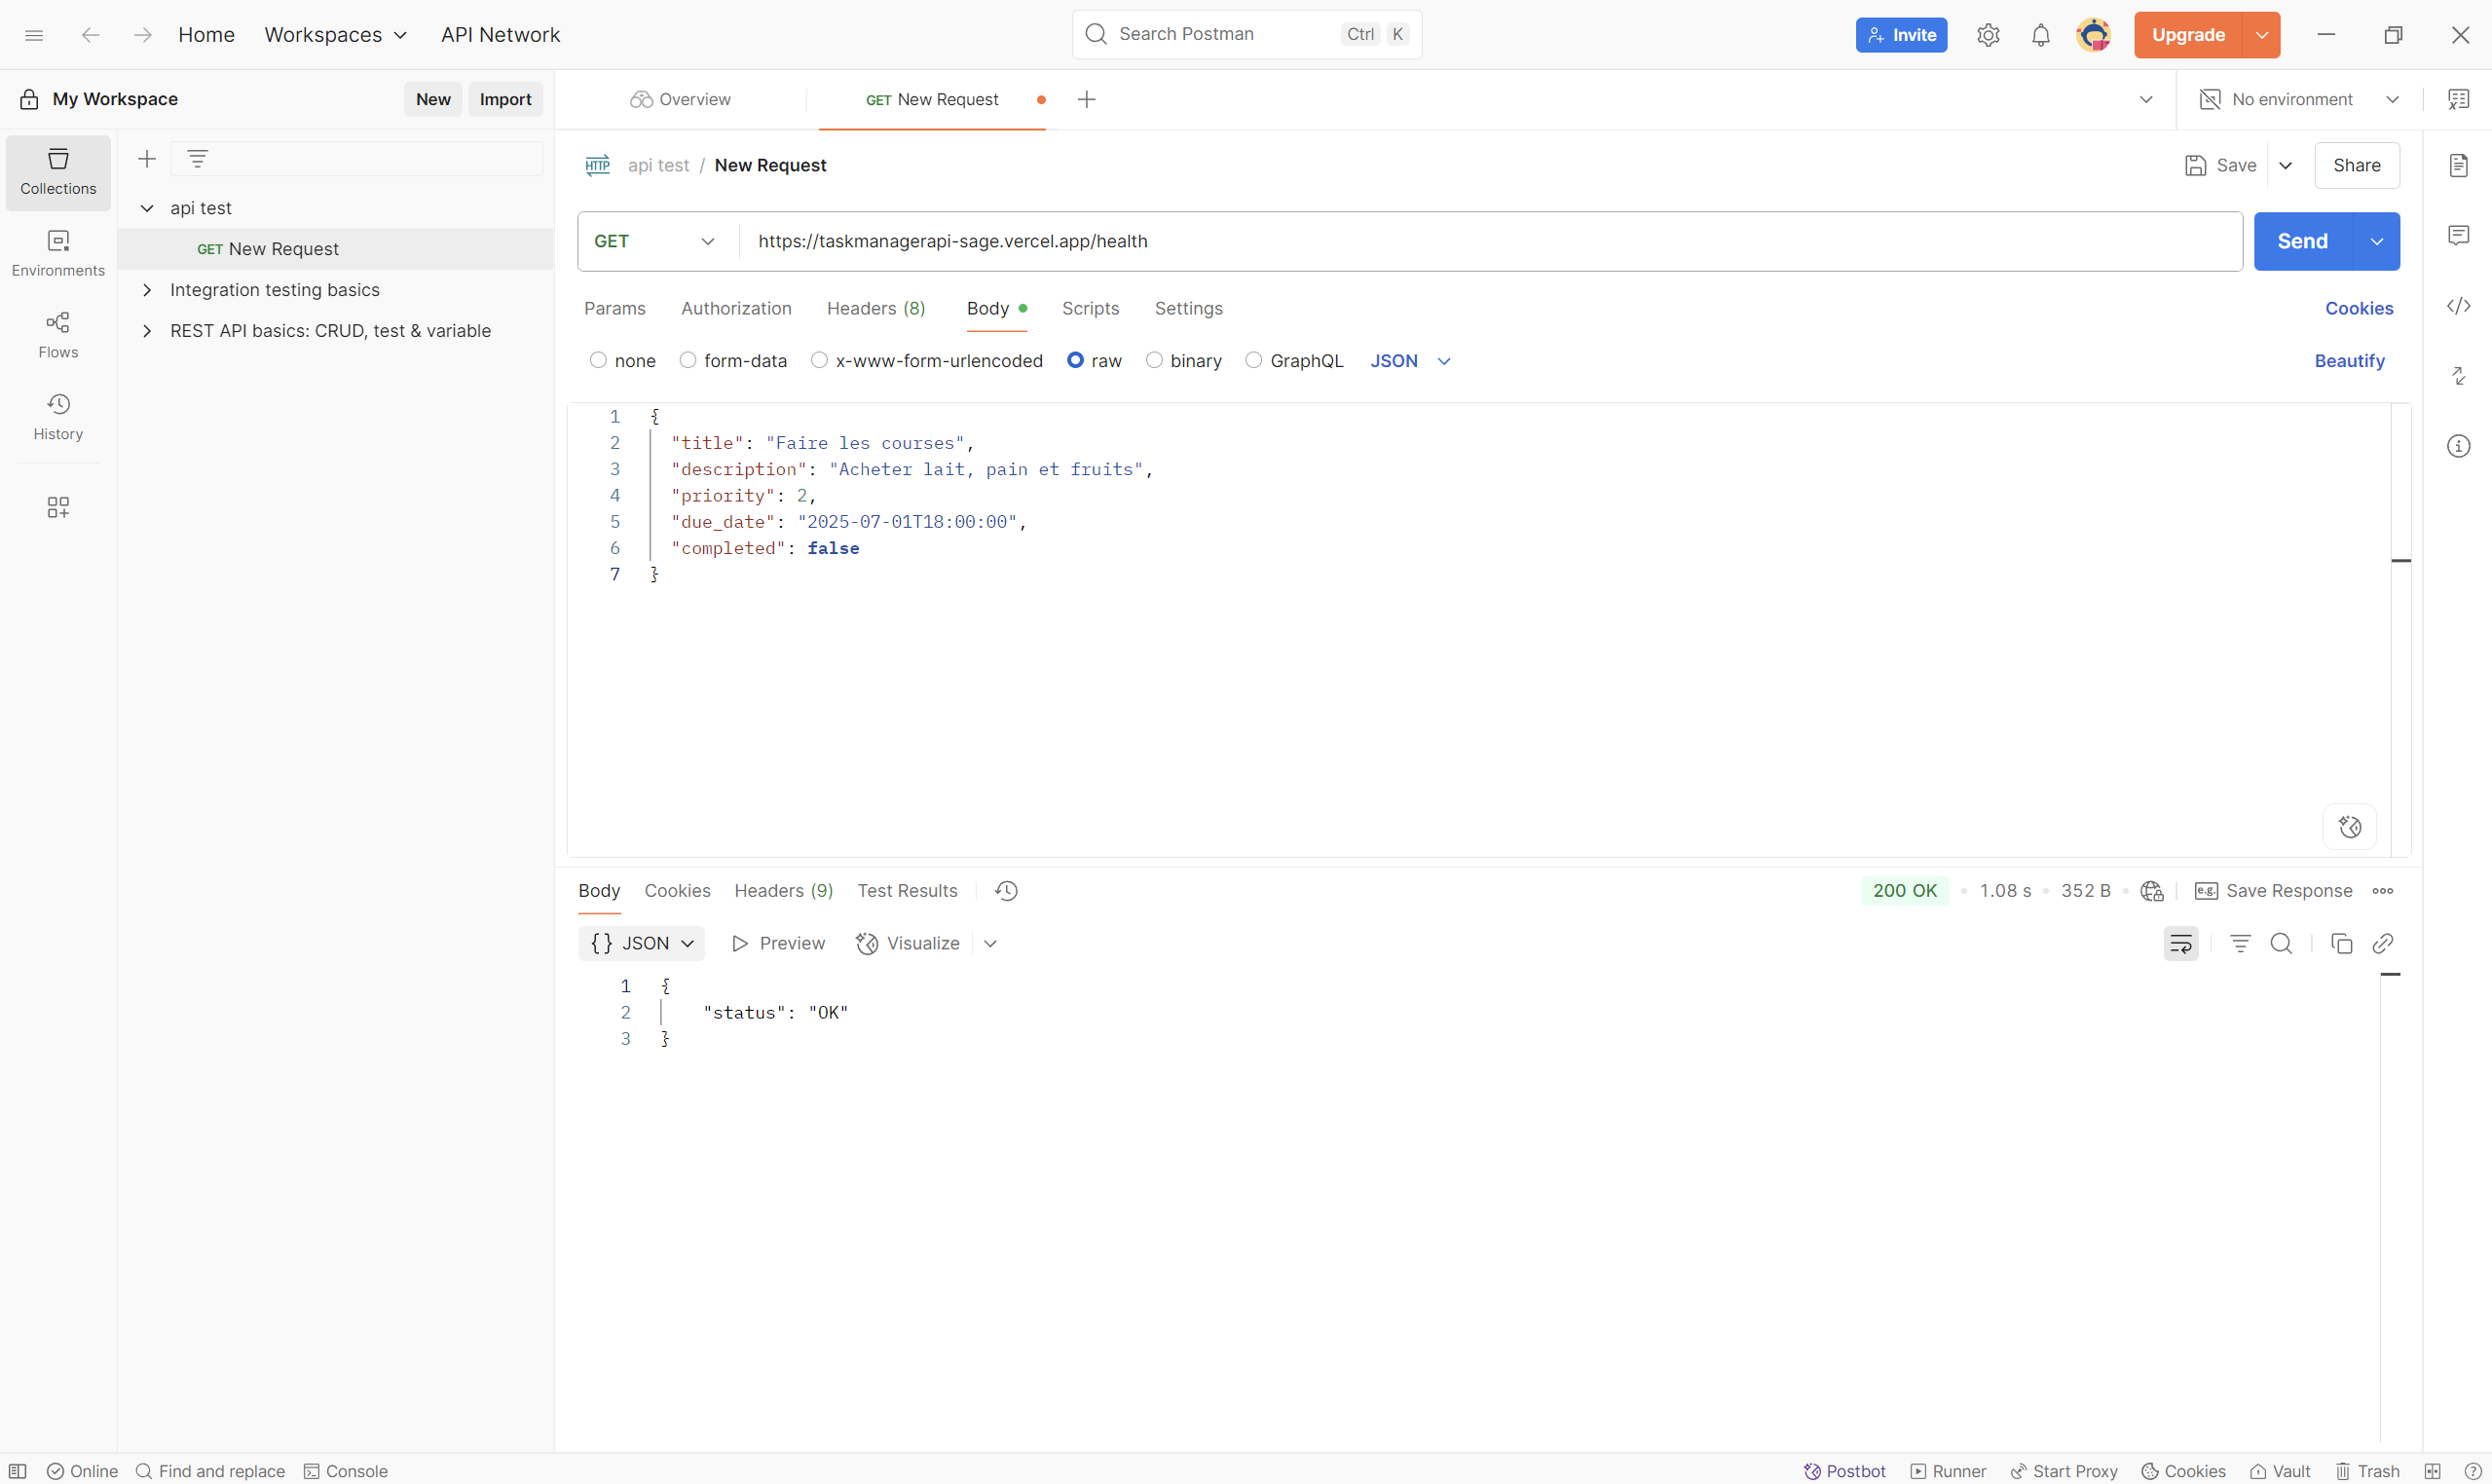 Home Workspaces API Network Search Postman Ctrl K Invite Upgrade
My Workspace New Import Overview GET New Request No environment
Collections
Environments
Flows
History
api test
GET New Request
Integration testing basics
REST API basics: CRUD, test & variable
HTTP api test / New Request Save Share
GET https://taskmanagerapi-sage.vercel.app/health Send
Params Authorization Headers (8) Body Scripts Settings Cookies
none form-data x-www-form-urlencoded raw binary GraphQL JSON Beautify
1 {
2 "title": "Faire les courses",
3 "description": "Acheter lait, pain et fruits",
4 "priority": 2,
5 "due_date": "2025-07-01T18:00:00",
6 "completed": false
7 }
Body Cookies Headers (9) Test Results 200 OK 1.08 s 352 B e.g. Save Response
{} JSON Preview Visualize
1 {
2 "status": "OK"
3 }
Online Find and replace Console Postbot Runner Start Proxy Cookies Vault Trash